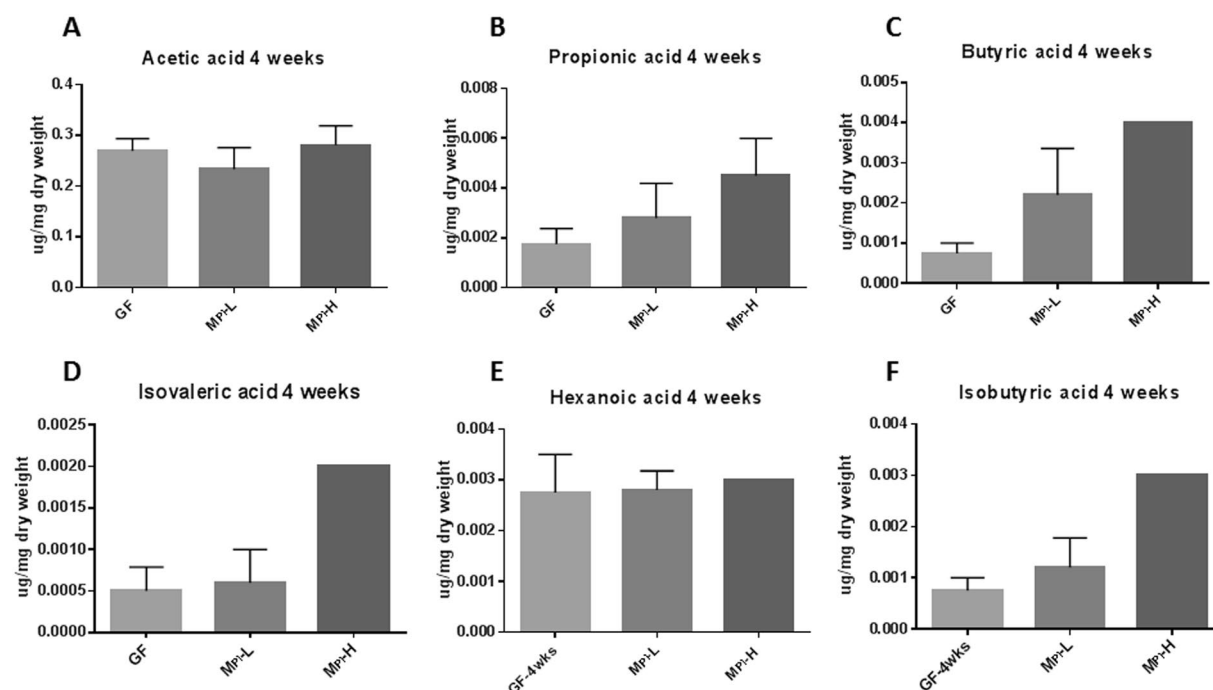 A
Acetic acid 4 weeks
ug/mg dry weight
0.4
0.3
0.2
0.1
0.0
GF
MPI-L
MPI-H
B
Propionic acid 4 weeks
ug/mg dry weight
0.008
0.006
0.004
0.002
0.000
GF
MPI-L
MPI-H
C
Butyric acid 4 weeks
ug/mg dry weight
0.005
0.004
0.003
0.002
0.001
0.000
GF
MPI-L
MPI-H
D
Isovaleric acid 4 weeks
ug/mg dry weight
0.0025
0.0020
0.0015
0.0010
0.0005
0.0000
GF
MPI-L
MPI-H
E
Hexanoic acid 4 weeks
ug/mg dry weight
0.004
0.003
0.002
0.001
0.000
GF-4wks
MPI-L
MPI-H
F
Isobutyric acid 4 weeks
ug/mg dry weight
0.004
0.003
0.002
0.001
0.000
GF-4wks
MPI-L
MPI-H